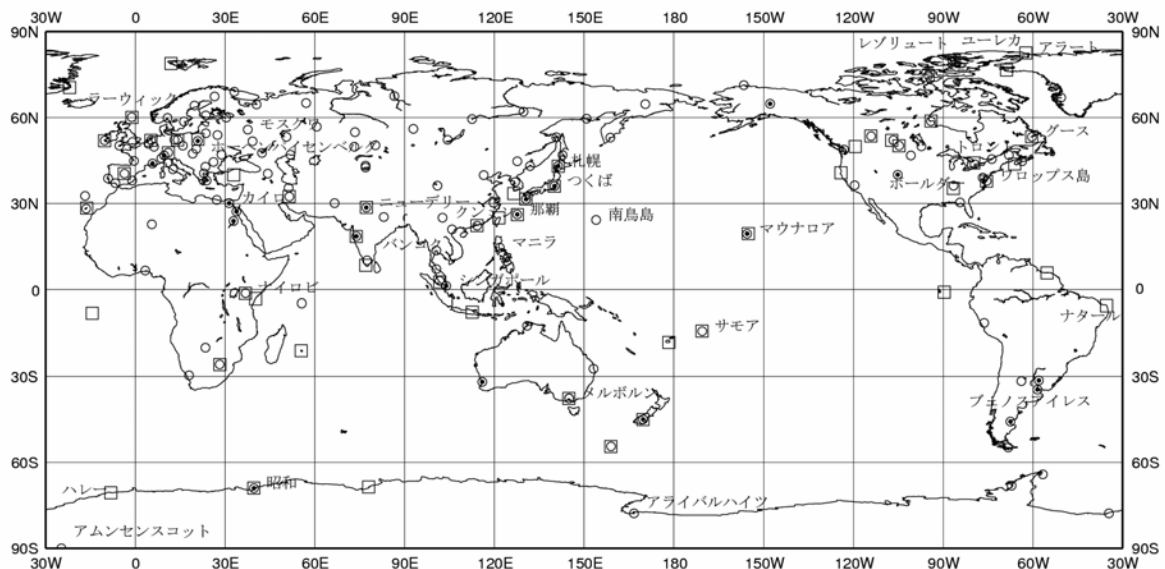 30W 0 30E 60E 90E 120E 150E 180 150W 120W 90W 60W 30W
90N 90N
レゾリュート ユーレカ アラート
ラーウィック
60N 60N
モスクワ グース
トロント
札幌
つくば
ボールダー ワロップス島
カイロ
30N 30N
ニューデリー 那覇 南鳥島
マウナロア
バンコク マニラ
シンガポール
0 0
ナイロビ
ナタール
サモア
30S 30S
メルボルン ブエノスアイレス
60S 60S
ハレー 昭和
アライバルハイツ
アムンゼンスコット
90S 90S
30W 0 30E 60E 90E 120E 150E 180 150W 120W 90W 60W 30W